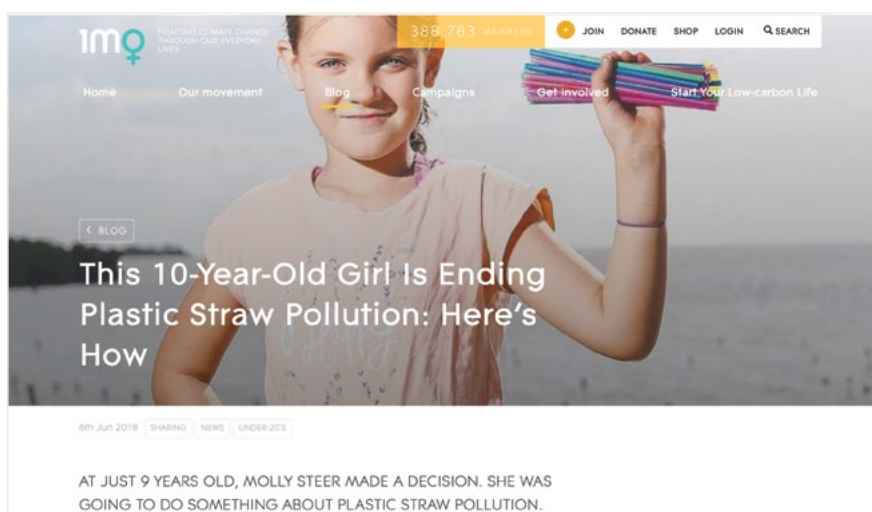 1M
FIGHTING CLIMATE CHANGE
THROUGH OUR EVERYDAY
LIVES
388,783 MEMBERS
+ JOIN DONATE SHOP LOGIN SEARCH
Home Our movement Blog Campaigns Get involved Start Your Low-carbon Life
< BLOG
This 10-Year-Old Girl Is Ending
Plastic Straw Pollution: Here's
How
6th Jun 2018 SHARING NEWS UNDER-20'S
AT JUST 9 YEARS OLD, MOLLY STEER MADE A DECISION. SHE WAS
GOING TO DO SOMETHING ABOUT PLASTIC STRAW POLLUTION.